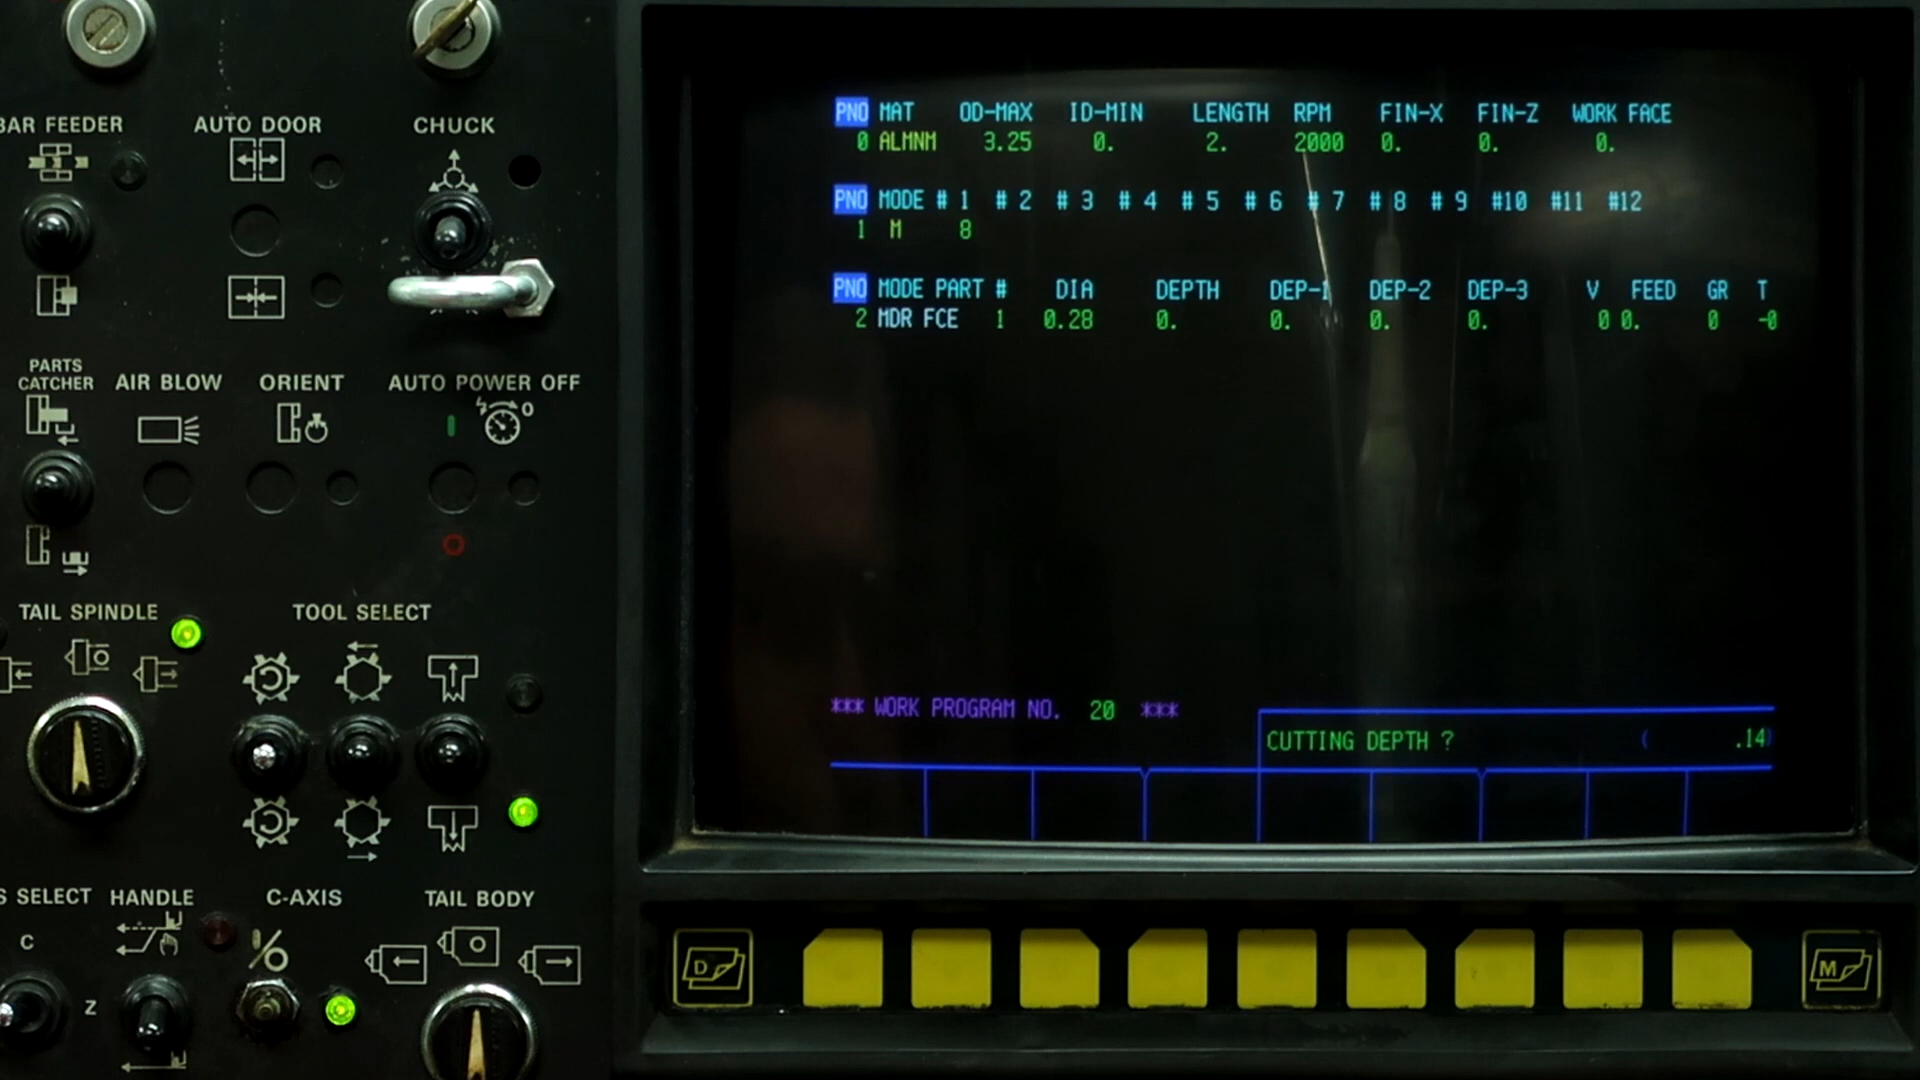 BAR FEEDER AUTO DOOR CHUCK
PARTS CATCHER AIR BLOW ORIENT AUTO POWER OFF
O
TAIL SPINDLE TOOL SELECT
S SELECT HANDLE C-AXIS TAIL BODY
C
Z
PNO MAT OD-MAX ID-MIN LENGTH RPM FIN-X FIN-Z WORK FACE
0 ALMNM 3.25 0. 2. 2000 0. 0. 0.
PNO MODE # 1 # 2 # 3 # 4 # 5 # 6 # 7 # 8 # 9 #10 #11 #12
1 M 8
PNO MODE PART # DIA DEPTH DEP-1 DEP-2 DEP-3 V FEED GR T
2 MDR FCE 1 0.28 0. 0. 0. 0. 0 0. 0 -0
*** WORK PROGRAM NO. 20 ***
CUTTING DEPTH ? ( .14)
D M